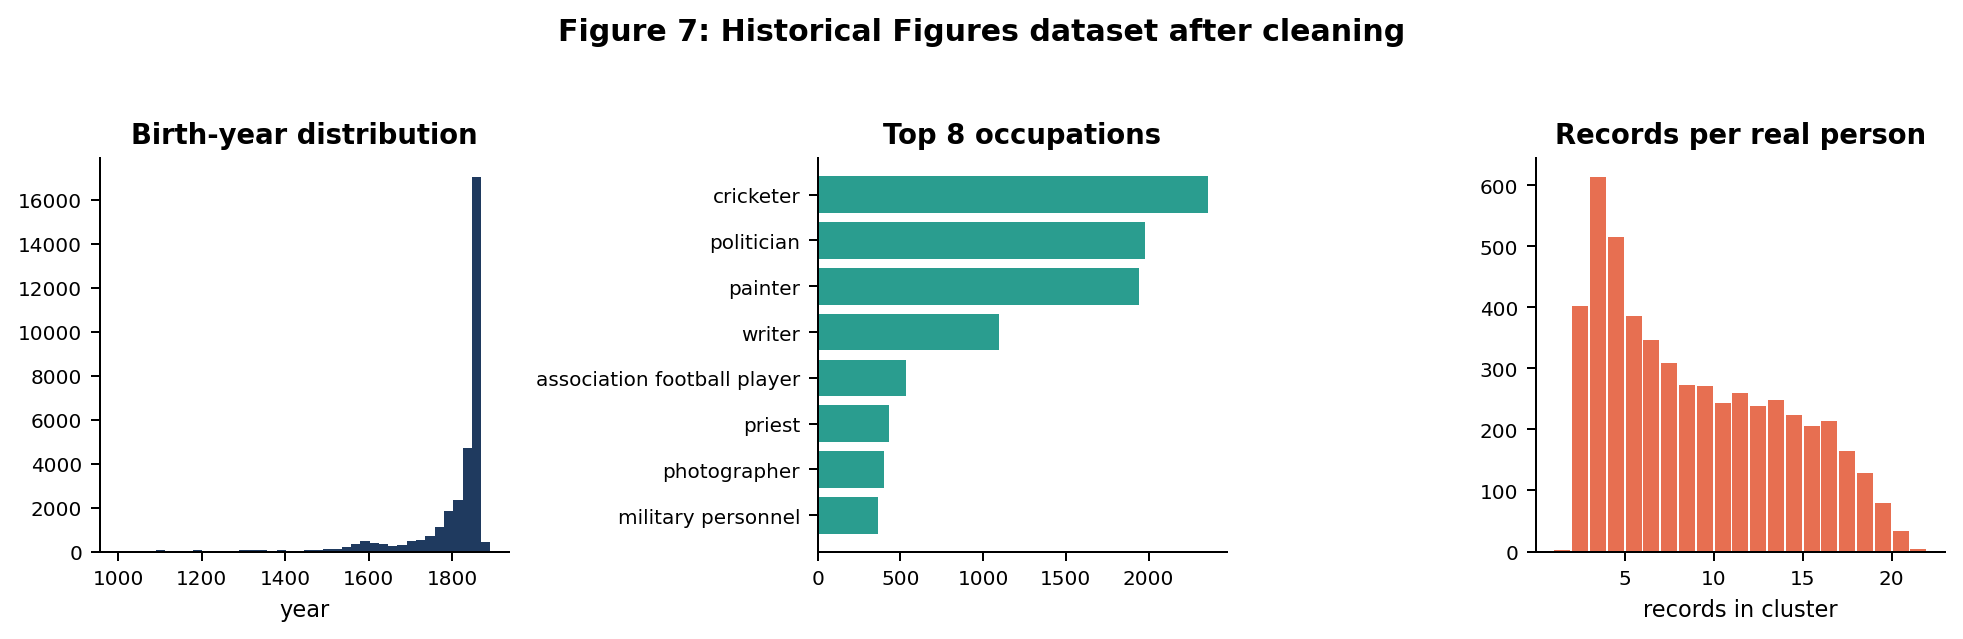 Figure 7: Historical Figures dataset after cleaning
Birth-year distribution
16000
14000
12000
10000
8000
6000
4000
2000
0
1000 1200 1400 1600 1800
year
Top 8 occupations
cricketer
politician
painter
writer
association football player
priest
photographer
military personnel
0 500 1000 1500 2000
Records per real person
600
500
400
300
200
100
0
5 10 15 20
records in cluster